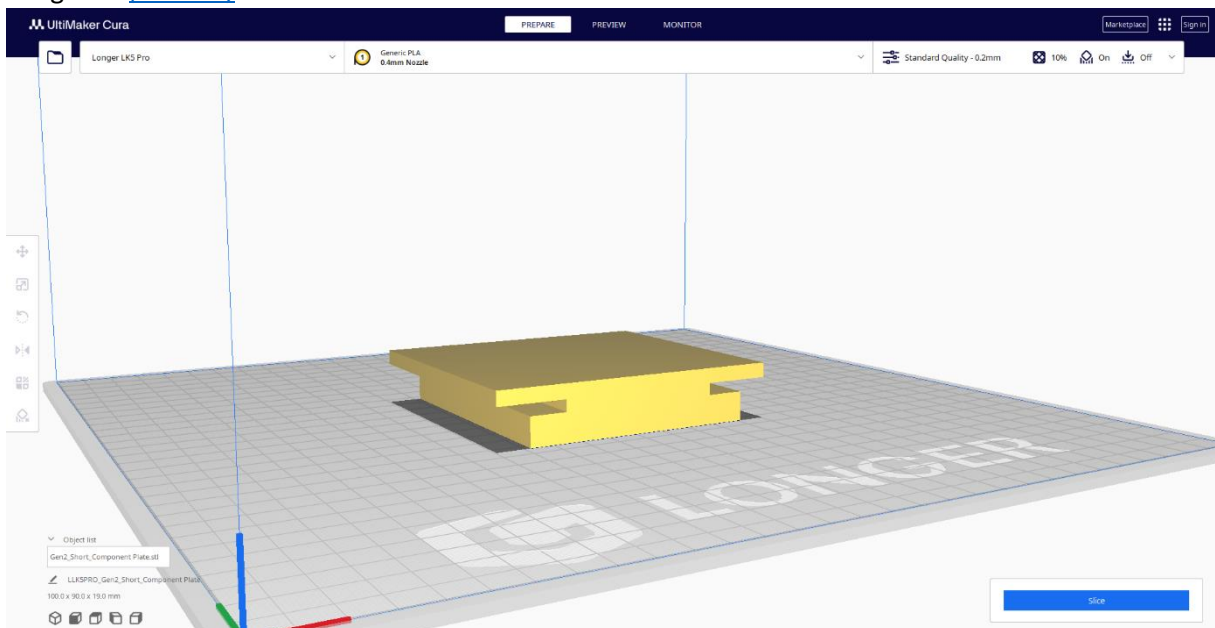 UltiMaker Cura
PREPARE
PREVIEW
MONITOR
Marketplace
Sign in
Longer LK5 Pro
1
Generic PLA
0.4mm Nozzle
Standard Quality - 0.2mm
10%
On
Off
LONGER
Object list
Gen2_Short_Component Plate.stl
LLK5PRO_Gen2_Short_Component Plate
100.0 x 90.0 x 19.0 mm
Slice